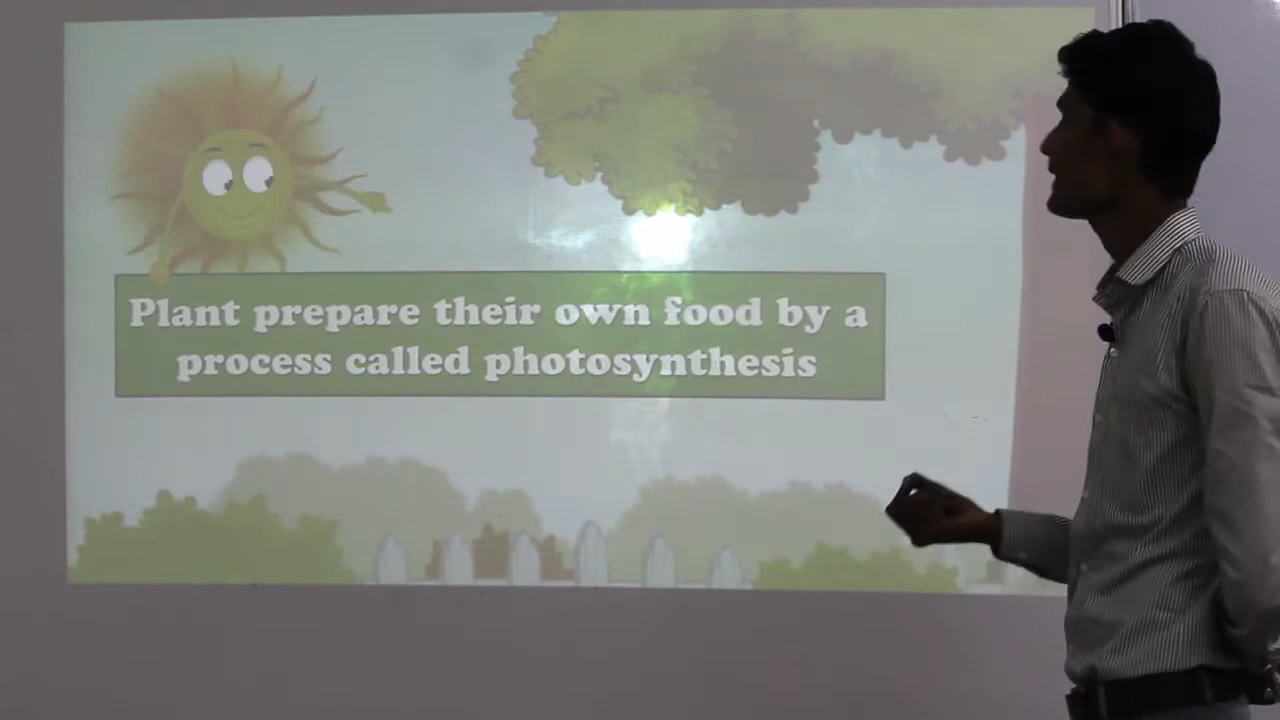 Plant prepare their own food by a
process called photosynthesis